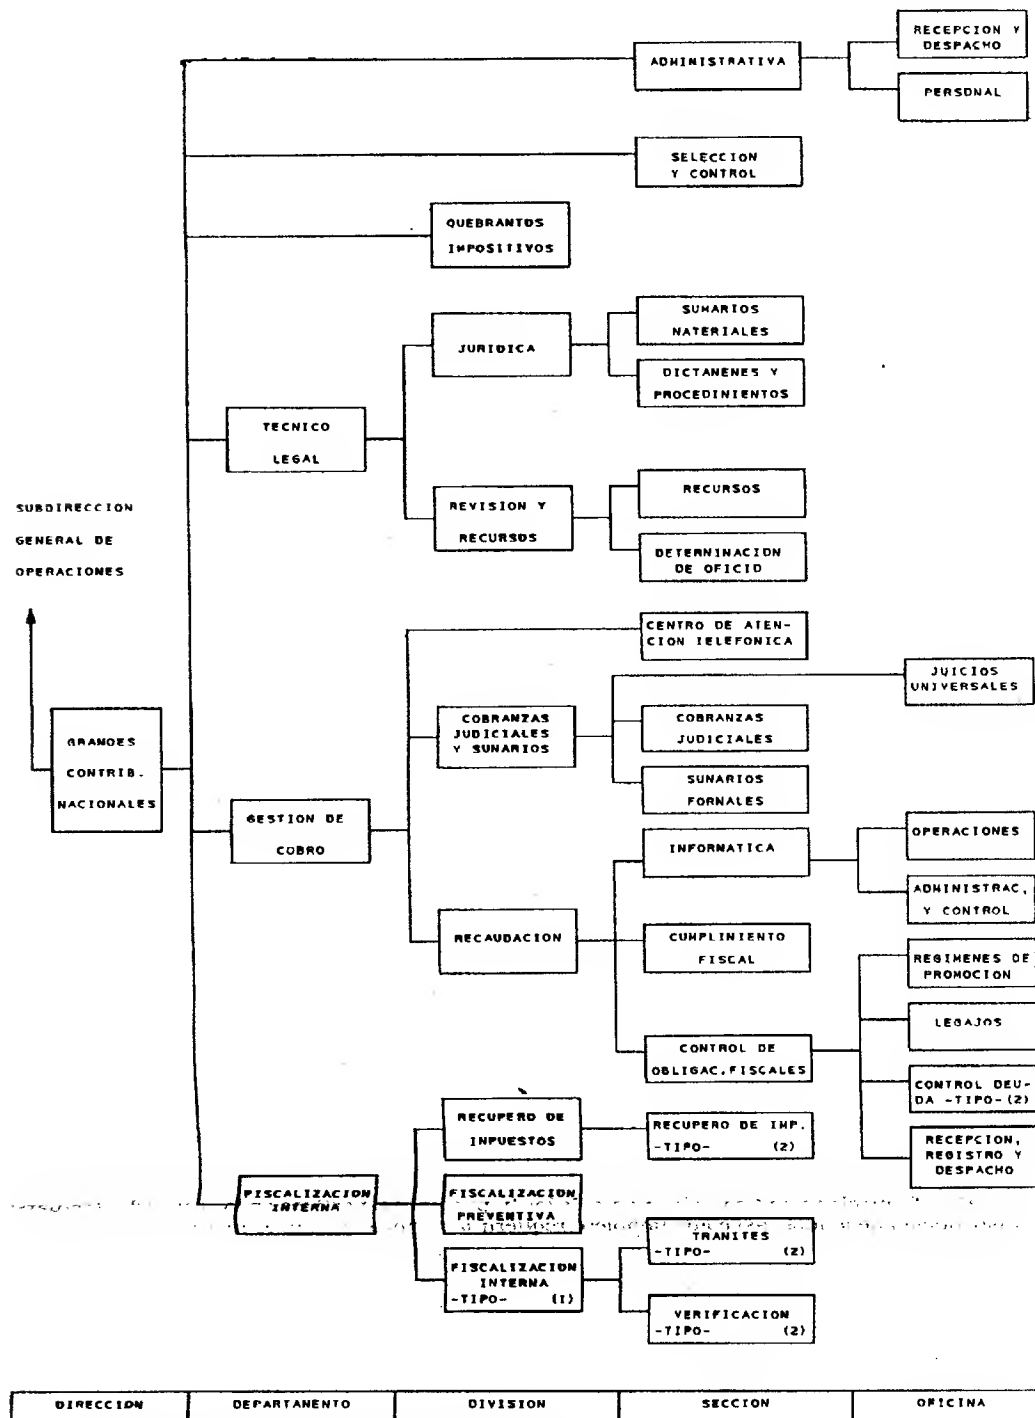 RECEPCION Y
DESPACHO
ADMINISTRATIVA
PERSONAL
SELECCION
Y CONTROL
QUEBRANTOS
IMPOSITIVOS
SUMARIOS
MATERIALES
JURIDICA
DICTAMENES Y
PROCEDIMIENTOS
TECNICO
LEGAL
RECURSOS
REVISION Y
RECURSOS
DETERMINACION
DE OFICIO
SUBDIRECCION
GENERAL DE
OPERACIONES
CENTRO DE ATEN-
CION TELEFONICA
JUICIOS
UNIVERSALES
COBRANZAS
JUDICIALES
Y SUMARIOS
COBRANZAS
JUDICIALES
GRANDES
CONTRIB.
NACIONALES
SUMARIOS
FORMALES
GESTION DE
COBRO
INFORMATICA
OPERACIONES
ADMINISTRAC.
Y CONTROL
RECAUDACION
CUMPLIMIENTO
FISCAL
REGIMENES DE
PROMOCION
LEGAJOS
CONTROL DE
OBLIGAC.FISCALES
CONTROL DEU-
DA -TIPO-(2)
RECUPERO DE
IMPUESTOS
RECUPERO DE IMP.
-TIPO- (2)
RECEPCION,
REGISTRO Y
DESPACHO
FISCALIZACION
INTERNA
FISCALIZACION
PREVENTIVA
TRAMITES
-TIPO- (2)
FISCALIZACION
INTERNA
-TIPO- (1)
VERIFICACION
-TIPO- (2)
DIRECCION DEPARTAMENTO DIVISION SECCION OFICINA